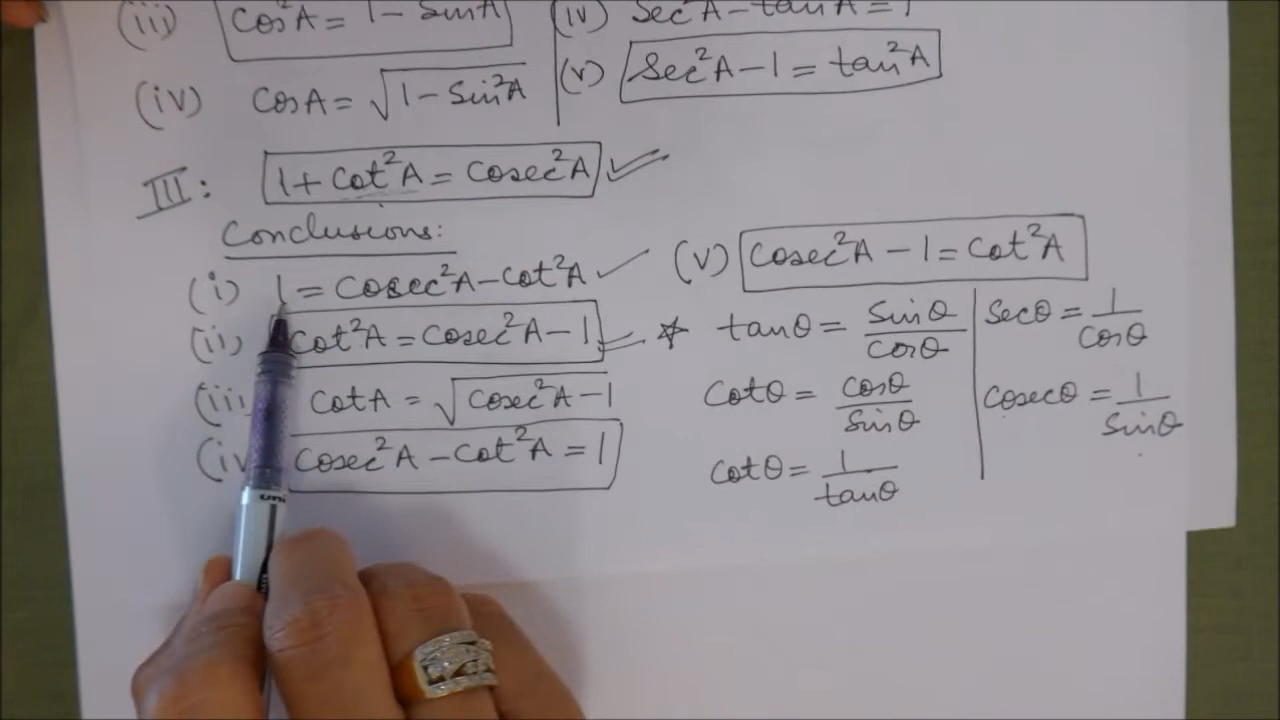 (iii) Cos²A = 1 - Sin²A
(iv) CosA = √1 - Sin²A
(iv) Sec²A - tan²A = 1
(v) Sec²A - 1 = tan²A
III: 1 + Cot²A = Cosec²A ✓
Conclusions:
(i) 1 = Cosec²A - Cot²A ✓
(ii) Cot²A = Cosec²A - 1
(iii CotA = √Cosec²A - 1
(iv Cosec²A - Cot²A = 1
(v) Cosec²A - 1 = Cot²A
☆ tanθ = Sinθ/Cosθ
Cotθ = Cosθ/Sinθ
Cotθ = 1/tanθ
Secθ = 1/Cosθ
Cosecθ = 1/Sinθ
uni